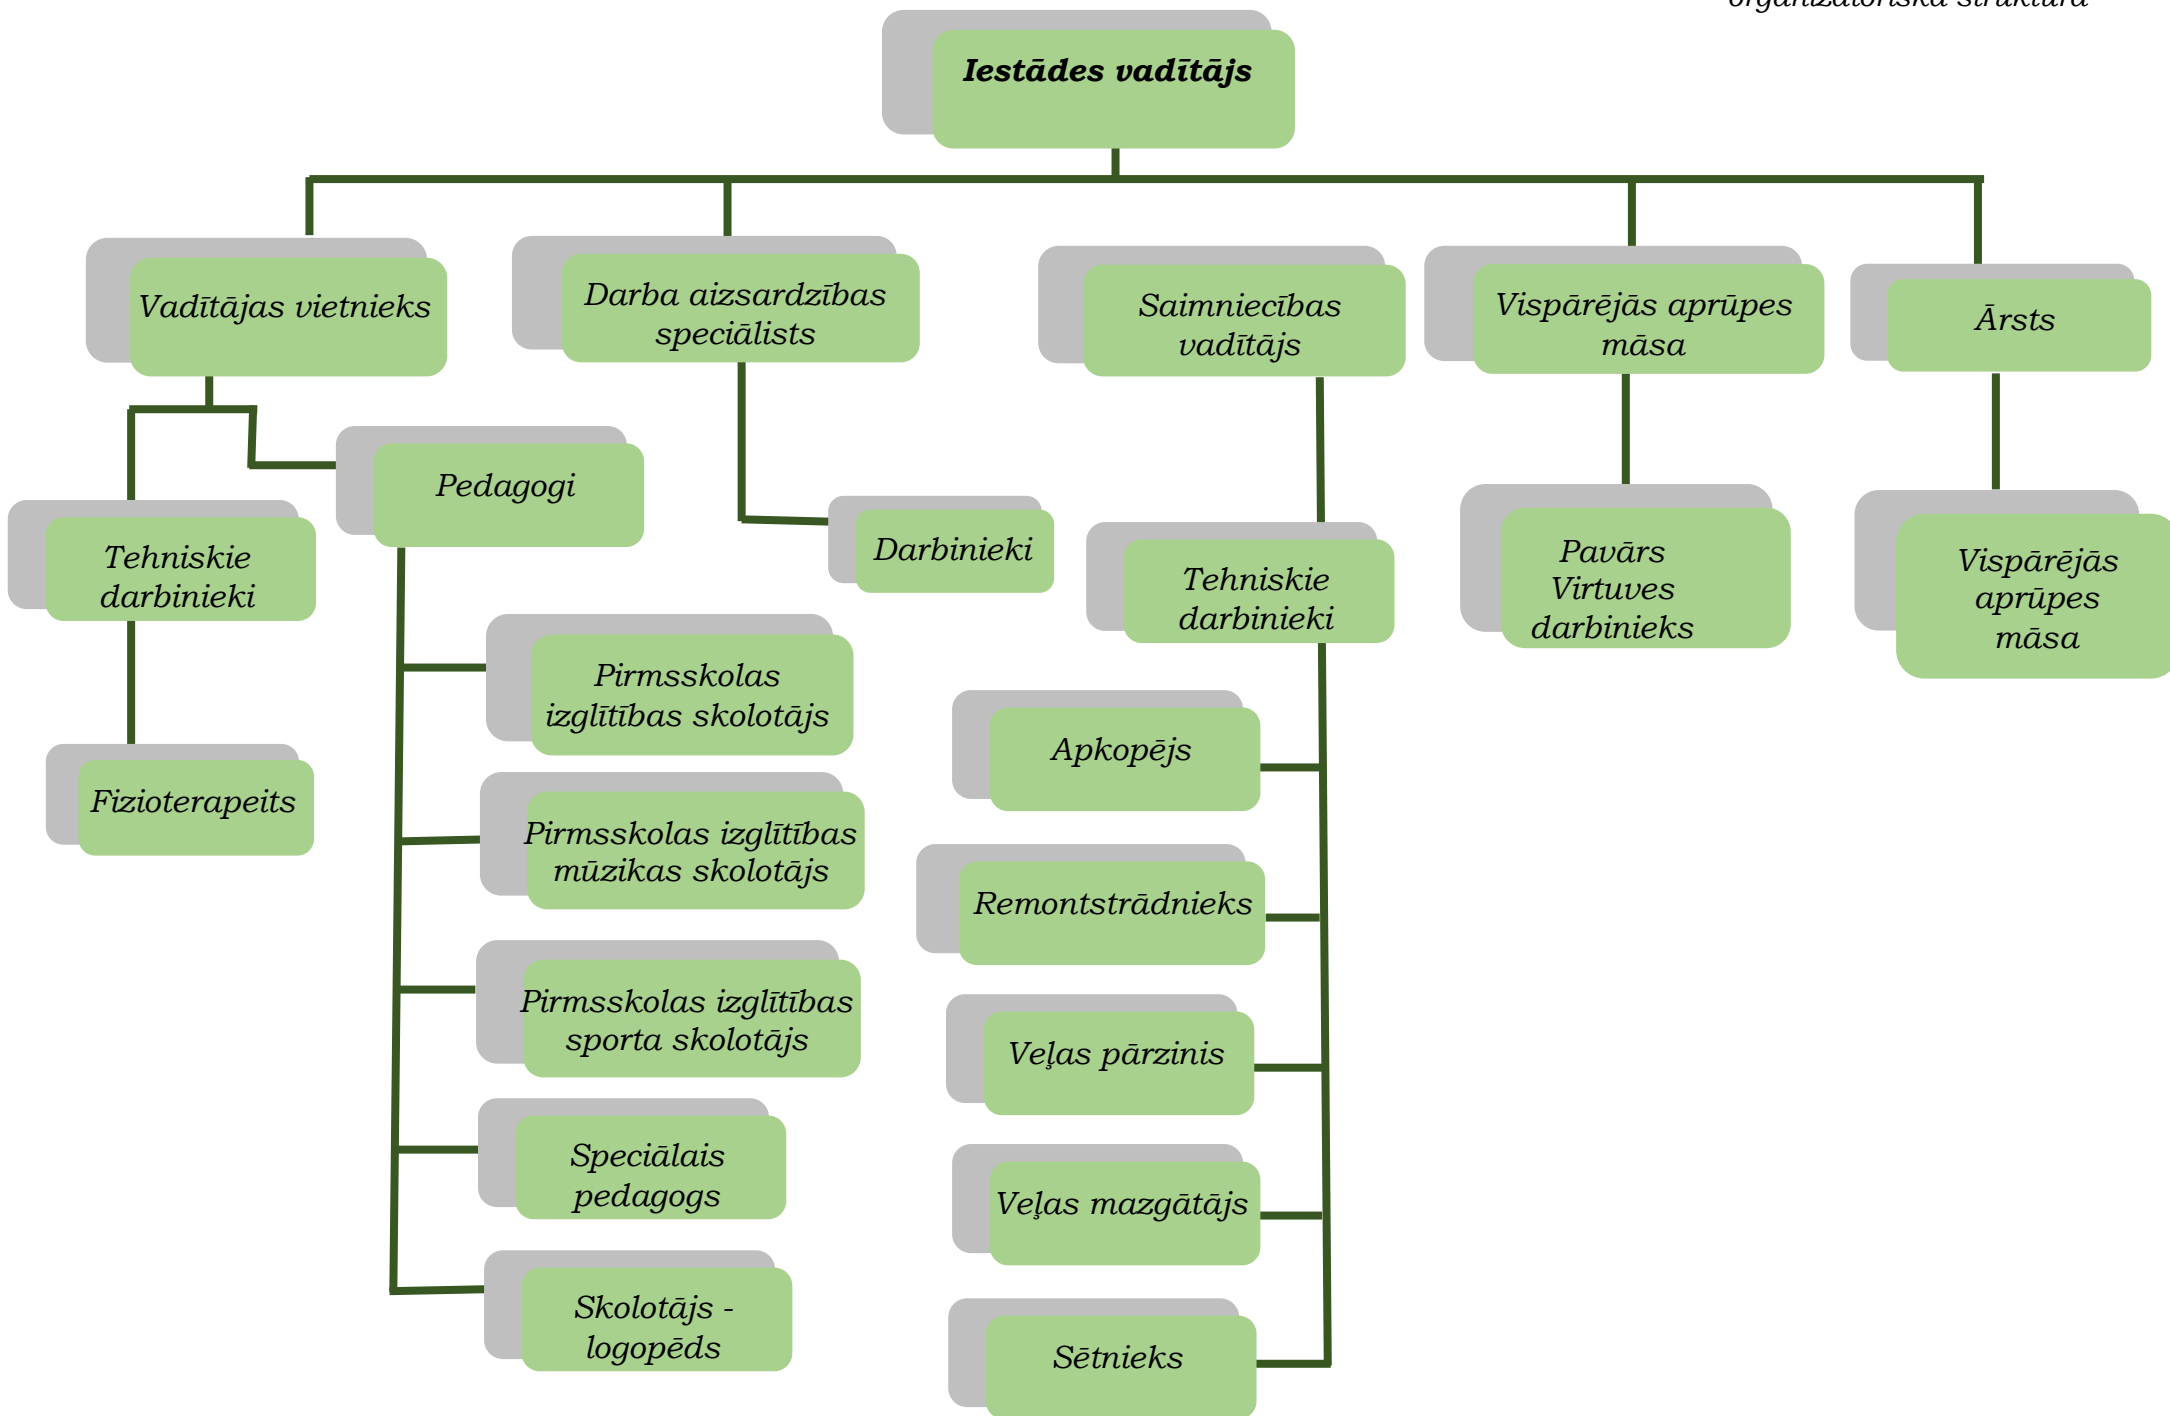 organizatoriskā struktūra
Iestādes vadītājs
Vadītājas vietnieks
Darba aizsardzības
speciālists
Saimniecības
vadītājs
Vispārējās aprūpes
māsa
Ārsts
Pedagogi
Tehniskie
darbinieki
Darbinieki
Tehniskie
darbinieki
Pavārs
Virtuves
darbinieks
Vispārējās
aprūpes
māsa
Fizioterapeits
Pirmsskolas
izglītības skolotājs
Pirmsskolas izglītības
mūzikas skolotājs
Pirmsskolas izglītības
sporta skolotājs
Speciālais
pedagogs
Skolotājs -
logopēds
Apkopējs
Remontstrādnieks
Veļas pārzinis
Veļas mazgātājs
Sētnieks